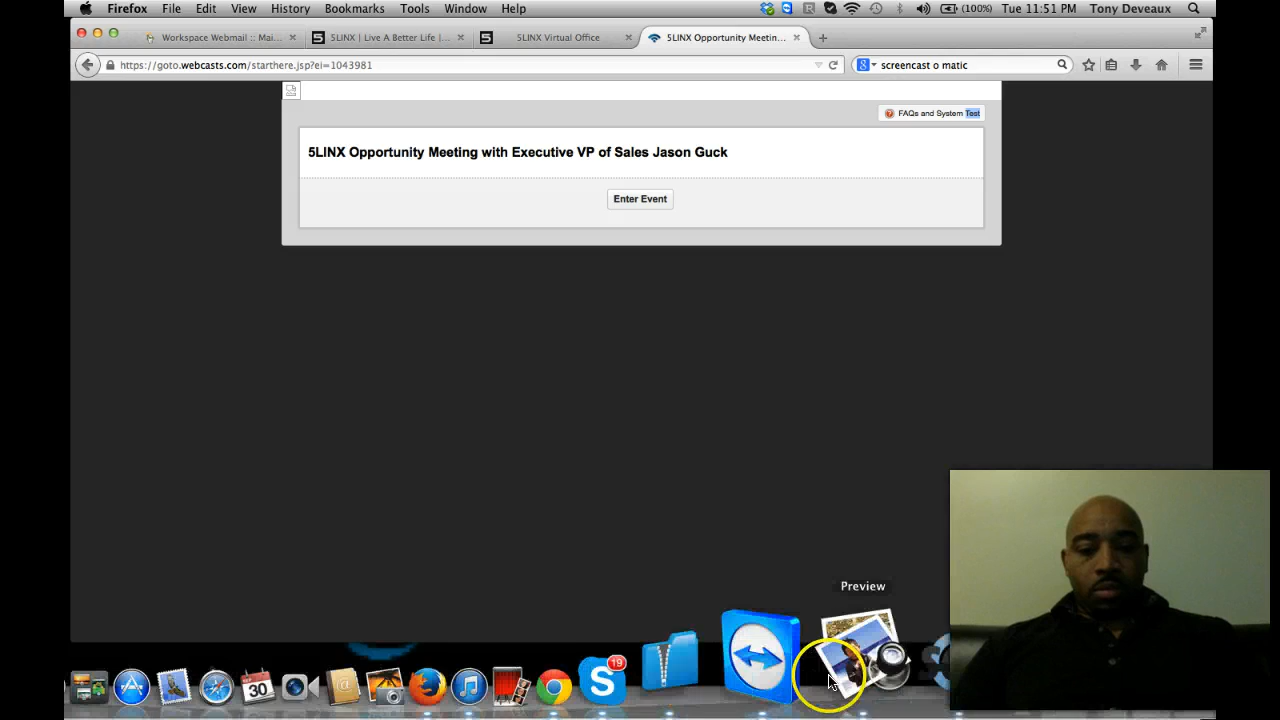 Firefox File Edit View History Bookmarks Tools Window Help (100%) Tue 11:51 PM Tony Deveaux
Workspace Webmail :: Mai... 5LINX | Live A Better Life |... 5LINX Virtual Office 5LINX Opportunity Meetin...
https://goto.webcasts.com/starthere.jsp?ei=1043981 screencast o matic
FAQs and System Test
5LINX Opportunity Meeting with Executive VP of Sales Jason Guck
Enter Event
Preview
30
19